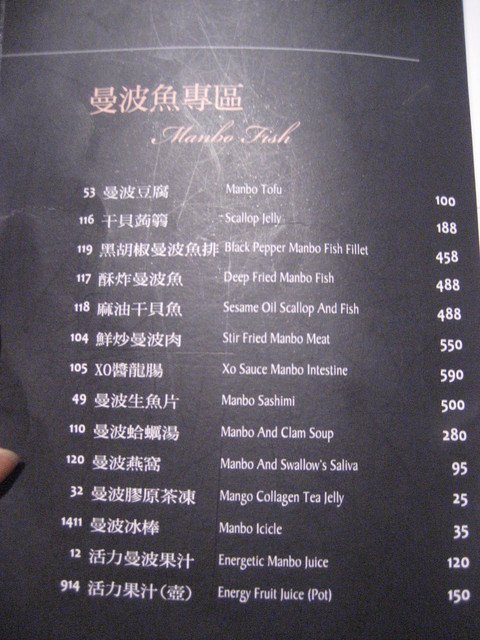 曼波魚專區
Manbo Fish
53 曼波豆腐 Manbo Tofu 100
116 干貝蒟蒻 Scallop Jelly 188
119 黑胡椒曼波魚排 Black Pepper Manbo Fish Fillet 458
117 酥炸曼波魚 Deep Fried Manbo Fish 488
118 麻油干貝魚 Sesame Oil Scallop And Fish 488
104 鮮炒曼波肉 Stir Fried Manbo Meat 550
105 XO醬龍腸 Xo Sauce Manbo Intestine 590
49 曼波生魚片 Manbo Sashimi 500
110 曼波蛤蠣湯 Manbo And Clam Soup 280
120 曼波燕窩 Manbo And Swallow's Saliva 95
32 曼波膠原茶凍 Mango Collagen Tea Jelly 25
1411 曼波冰棒 Manbo Icicle 35
12 活力曼波果汁 Energetic Manbo Juice 120
914 活力果汁(壺) Energy Fruit Juice (Pot) 150